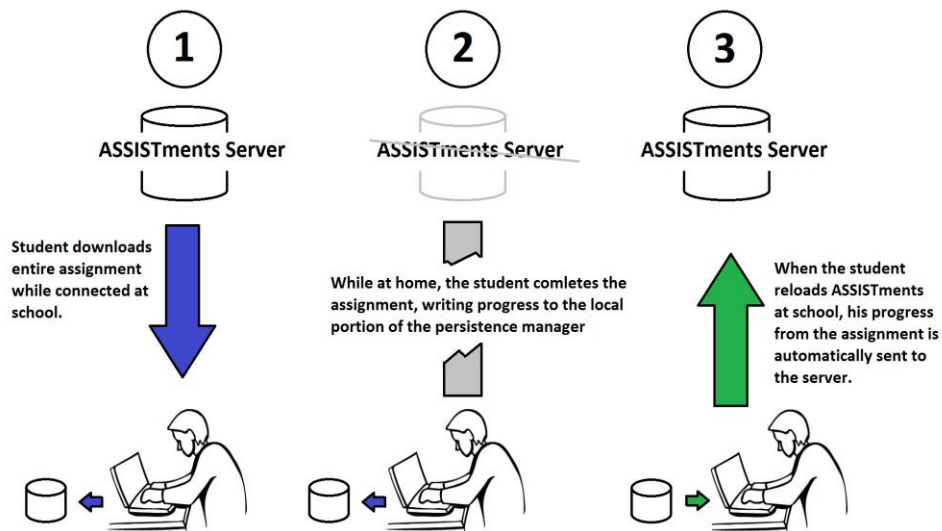 1
2
3
ASSISTments Server
ASSISTments Server
ASSISTments Server
Student downloads
entire assignment
while connected at
school.
While at home, the student comletes the
assignment, writing progress to the local
portion of the persistence manager
When the student
reloads ASSISTments
at school, his progress
from the assignment is
automatically sent to
the server.